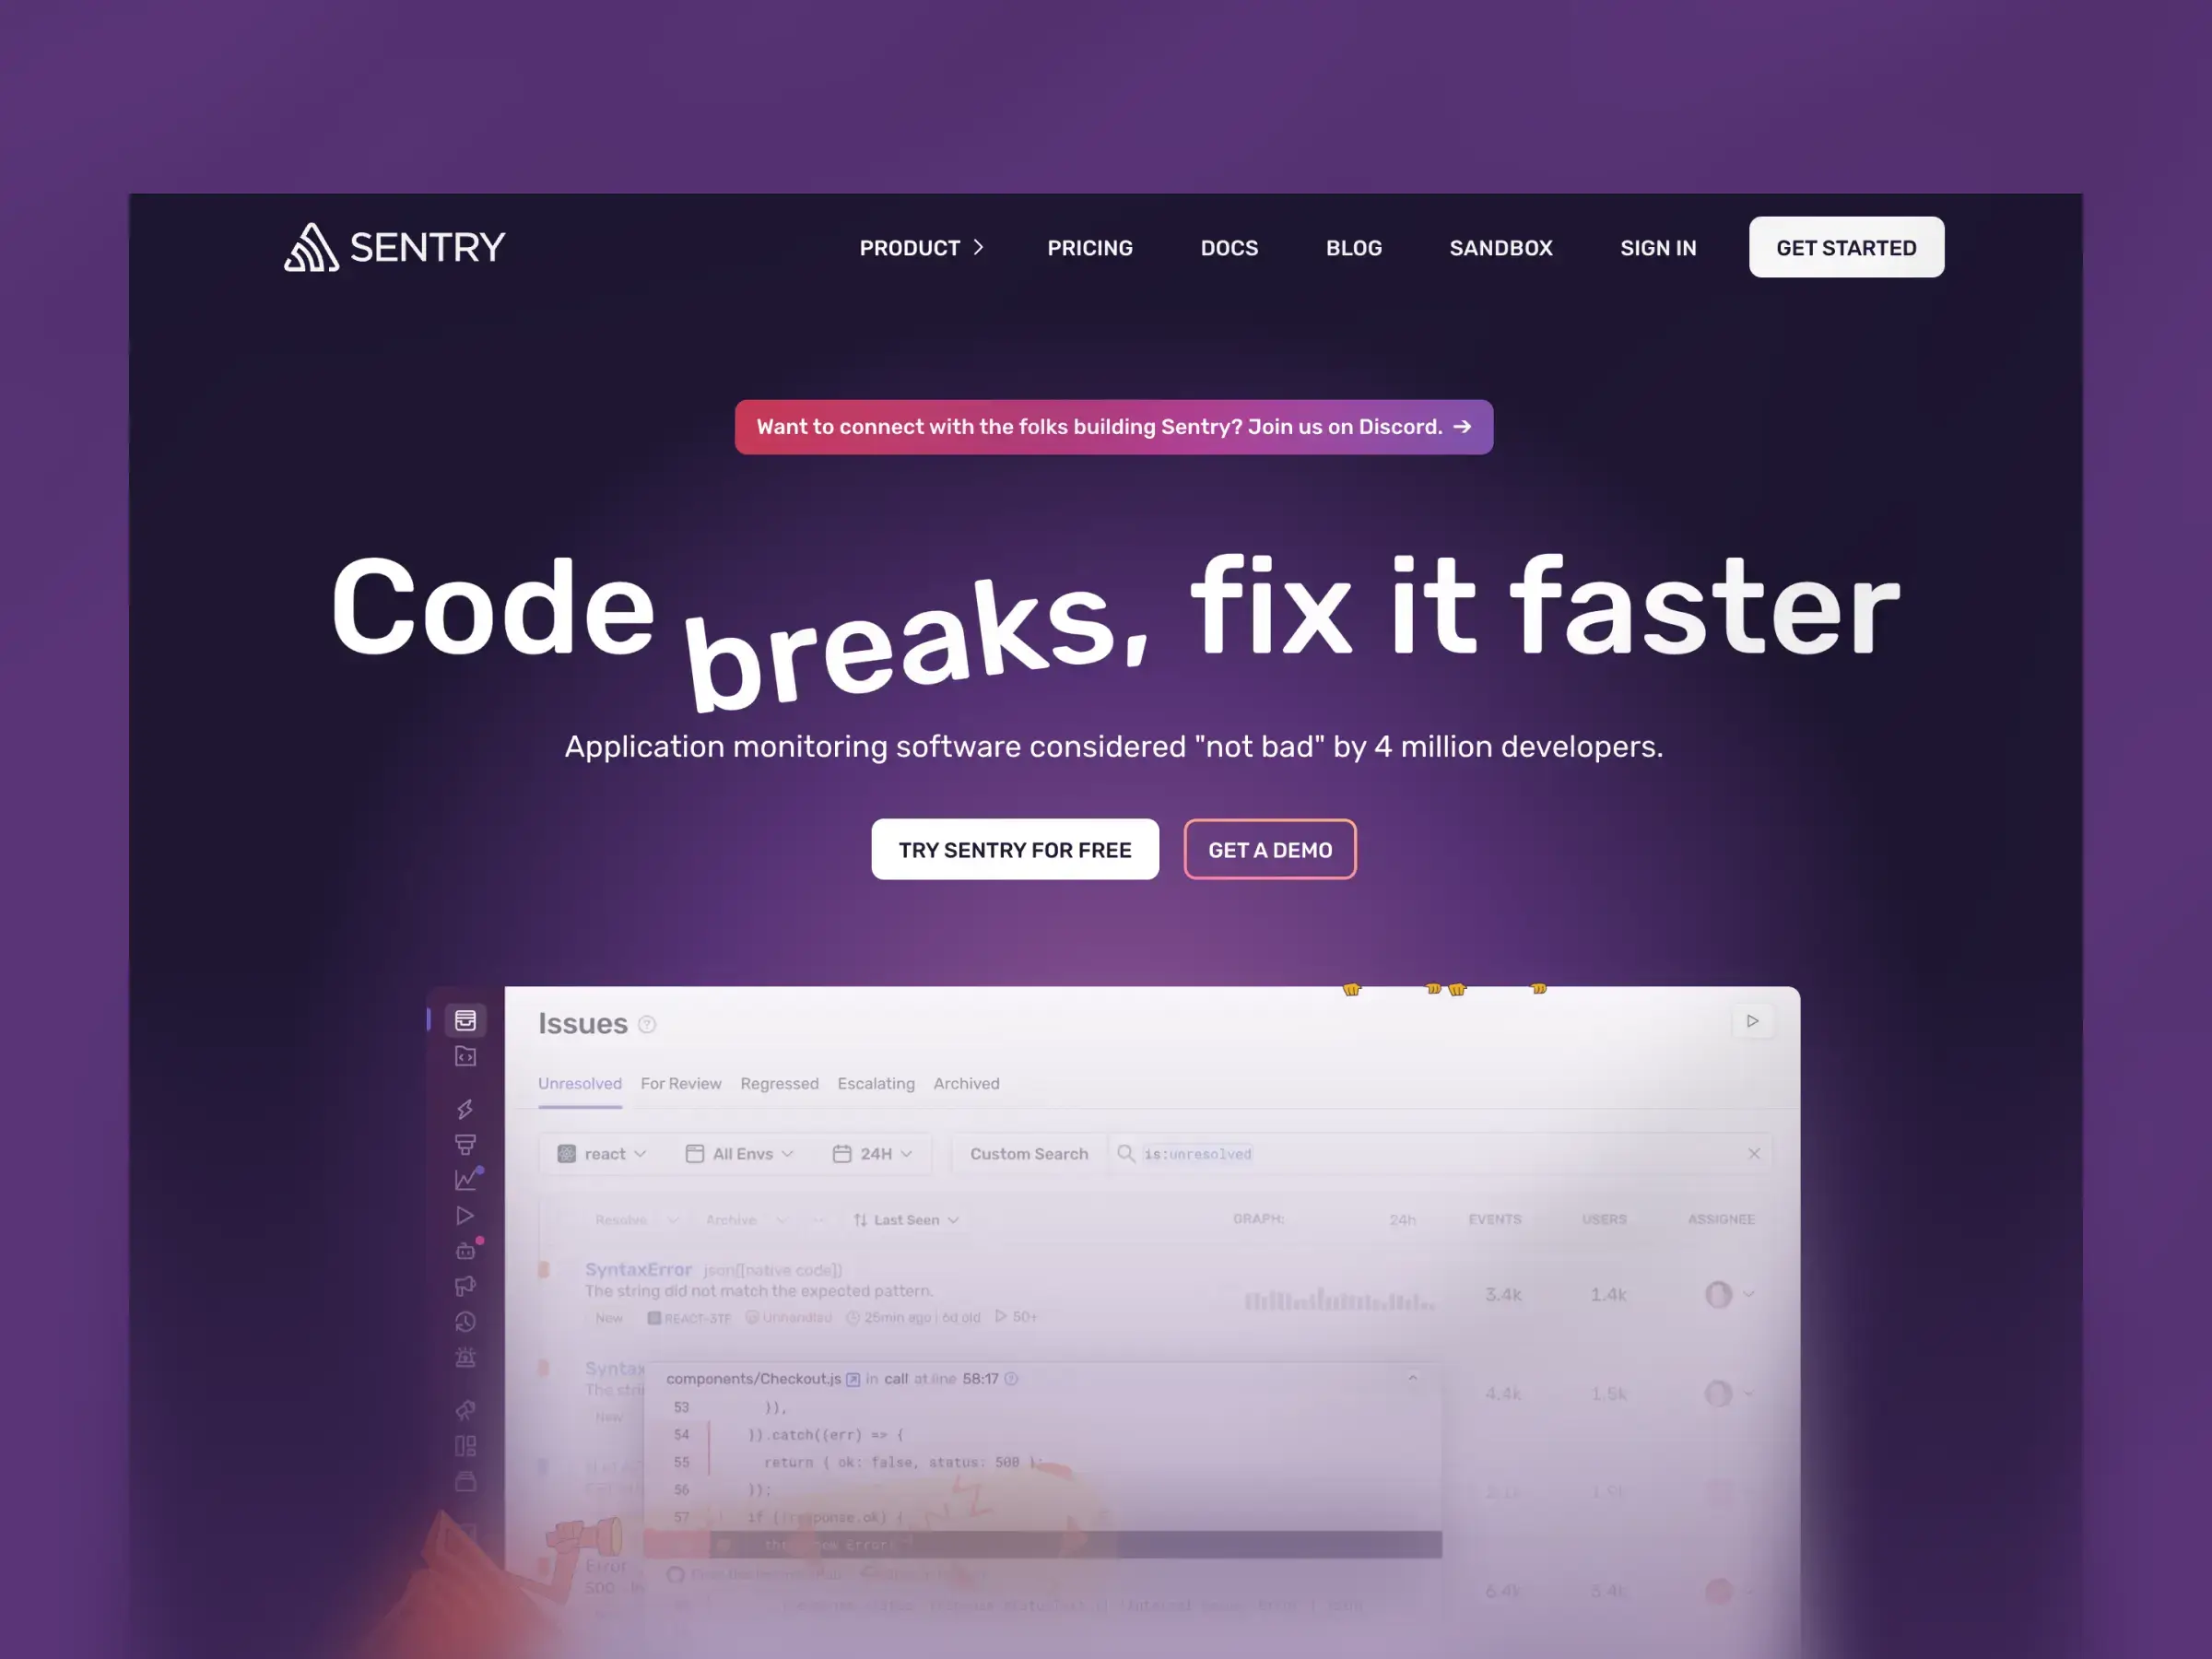 SENTRY
PRODUCT PRICING DOCS BLOG SANDBOX SIGN IN GET STARTED
Want to connect with the folks building Sentry? Join us on Discord. →
Code breaks, fix it faster
Application monitoring software considered "not bad" by 4 million developers.
TRY SENTRY FOR FREE GET A DEMO
Issues
Unresolved For Review Regressed Escalating Archived
react All Envs 24H Custom Search is:unresolved
Resolve Archive Last Seen GRAPH: 24h EVENTS USERS ASSIGNEE
SyntaxError json([native code])
The string did not match the expected pattern.
3.4k 1.4k
New 25min ago | 6d old 50+
Syntax
The stri
4.4k 1.5k
New
components/Checkout.js in call at line 58:17
53 )),
54 )).catch((err) => {
55 return { ok: false, status: 500 };
56 ));
57 if (!response.ok) {
Error
500
6.4k 3.4k